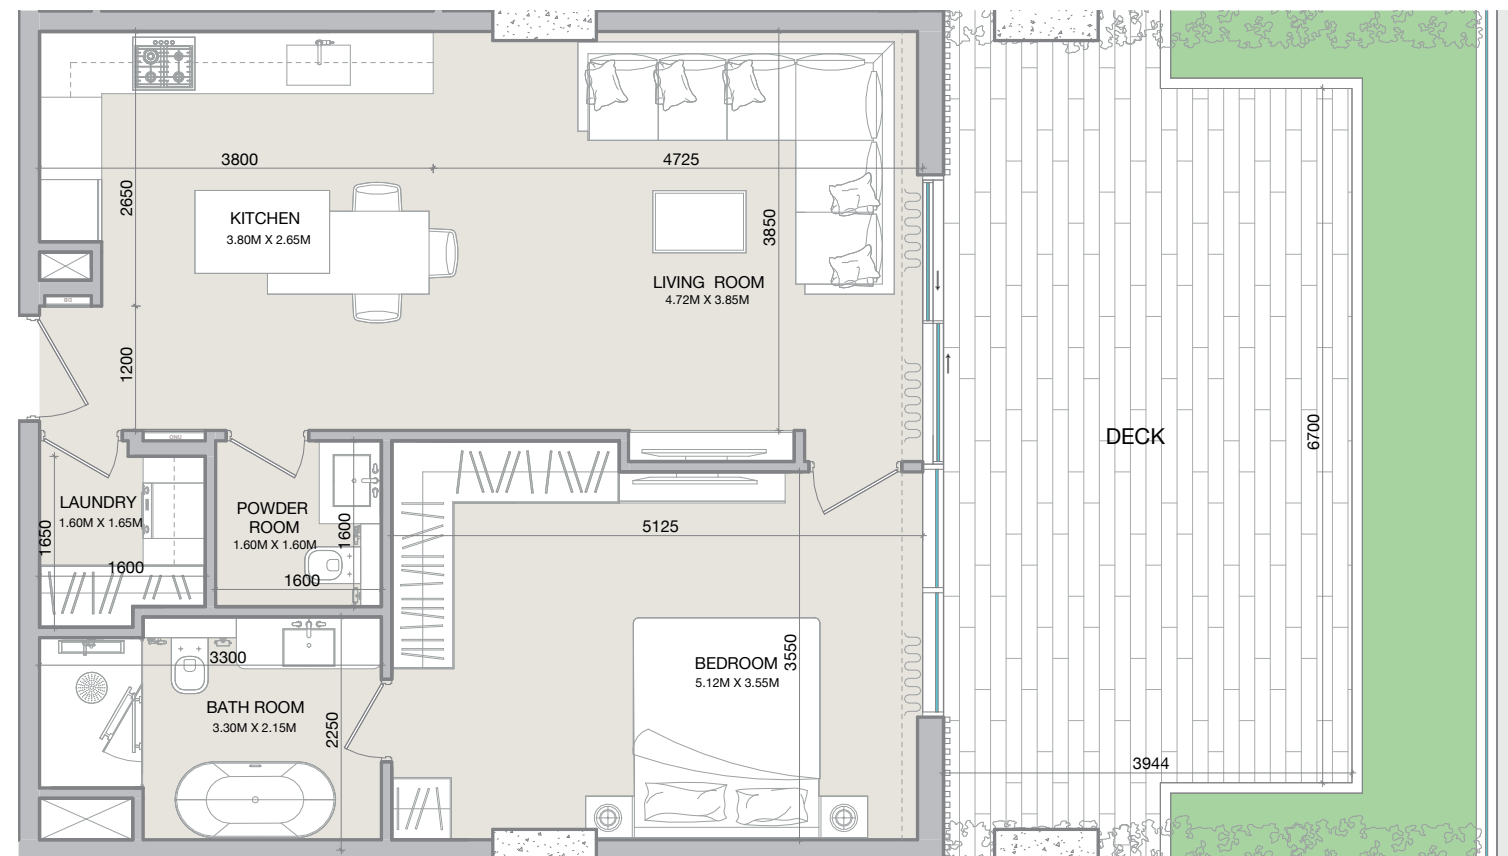 3800
4725
2650
KITCHEN
3.80M X 2.65M
3850
LIVING ROOM
4.72M X 3.85M
DB
1200
ONU
DECK
6700
LAUNDRY
1.60M X 1.65M
1650
1600
POWDER
ROOM
1.60M X 1.60M
1600
1600
5125
3300
BATH ROOM
3.30M X 2.15M
2250
BEDROOM
5.12M X 3.55M
3550
3944